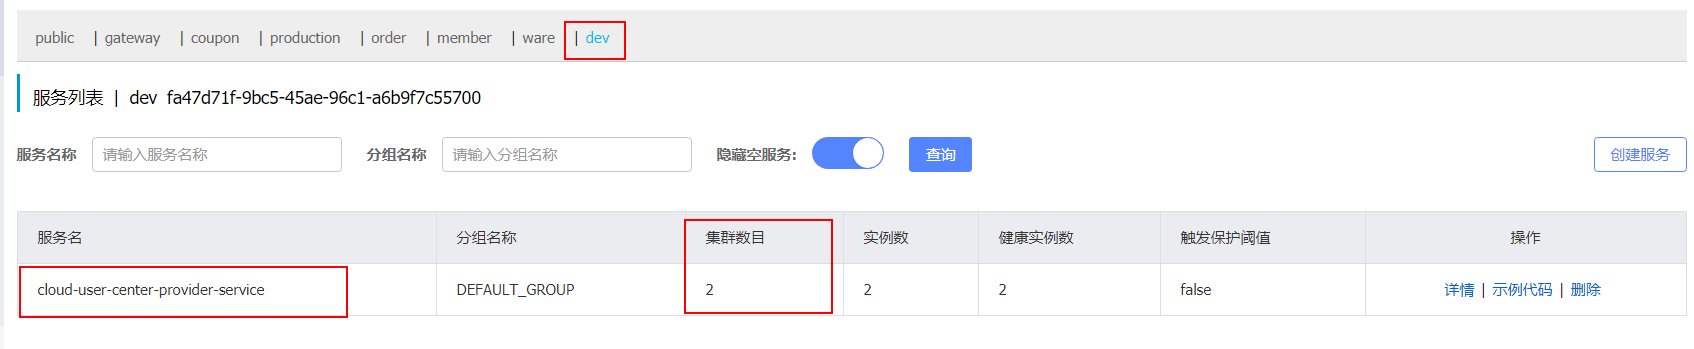 public | gateway | coupon | production | order | member | ware | dev
服务列表 | dev fa47d71f-9bc5-45ae-96c1-a6b9f7c55700
服务名称 请输入服务名称 分组名称 请输入分组名称 隐藏空服务: 查询 创建服务
服务名 分组名称 集群数目 实例数 健康实例数 触发保护阈值 操作
cloud-user-center-provider-service DEFAULT_GROUP 2 2 2 false 详情 | 示例代码 | 删除